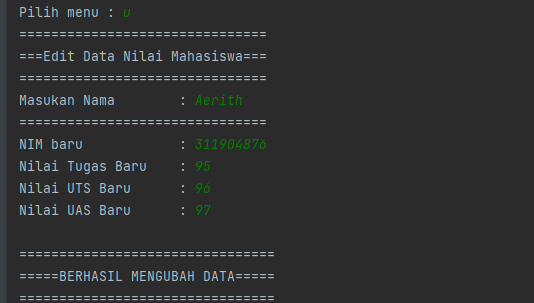 Pilih menu : u
===============================
===Edit Data Nilai Mahasiswa===
===============================
Masukan Nama        : Aerith
===============================
NIM baru            : 311904876
Nilai Tugas Baru    : 95
Nilai UTS Baru      : 96
Nilai UAS Baru      : 97
================================
=====BERHASIL MENGUBAH DATA=====
================================